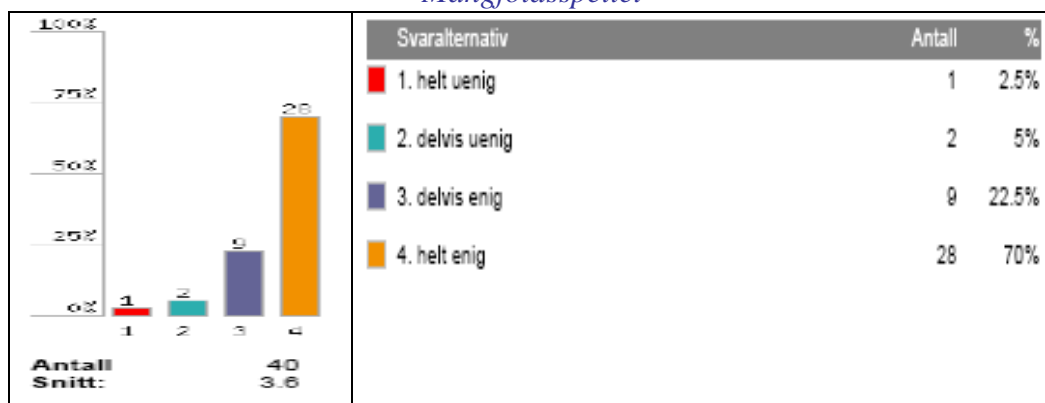 Mangfoldsspeilet
100%
75%
50%
25%
0%
1
2
9
28
1 2 3 4
Antall 40
Snitt: 3.6
Svaralternativ Antall %
1. helt uenig 1 2.5%
2. delvis uenig 2 5%
3. delvis enig 9 22.5%
4. helt enig 28 70%